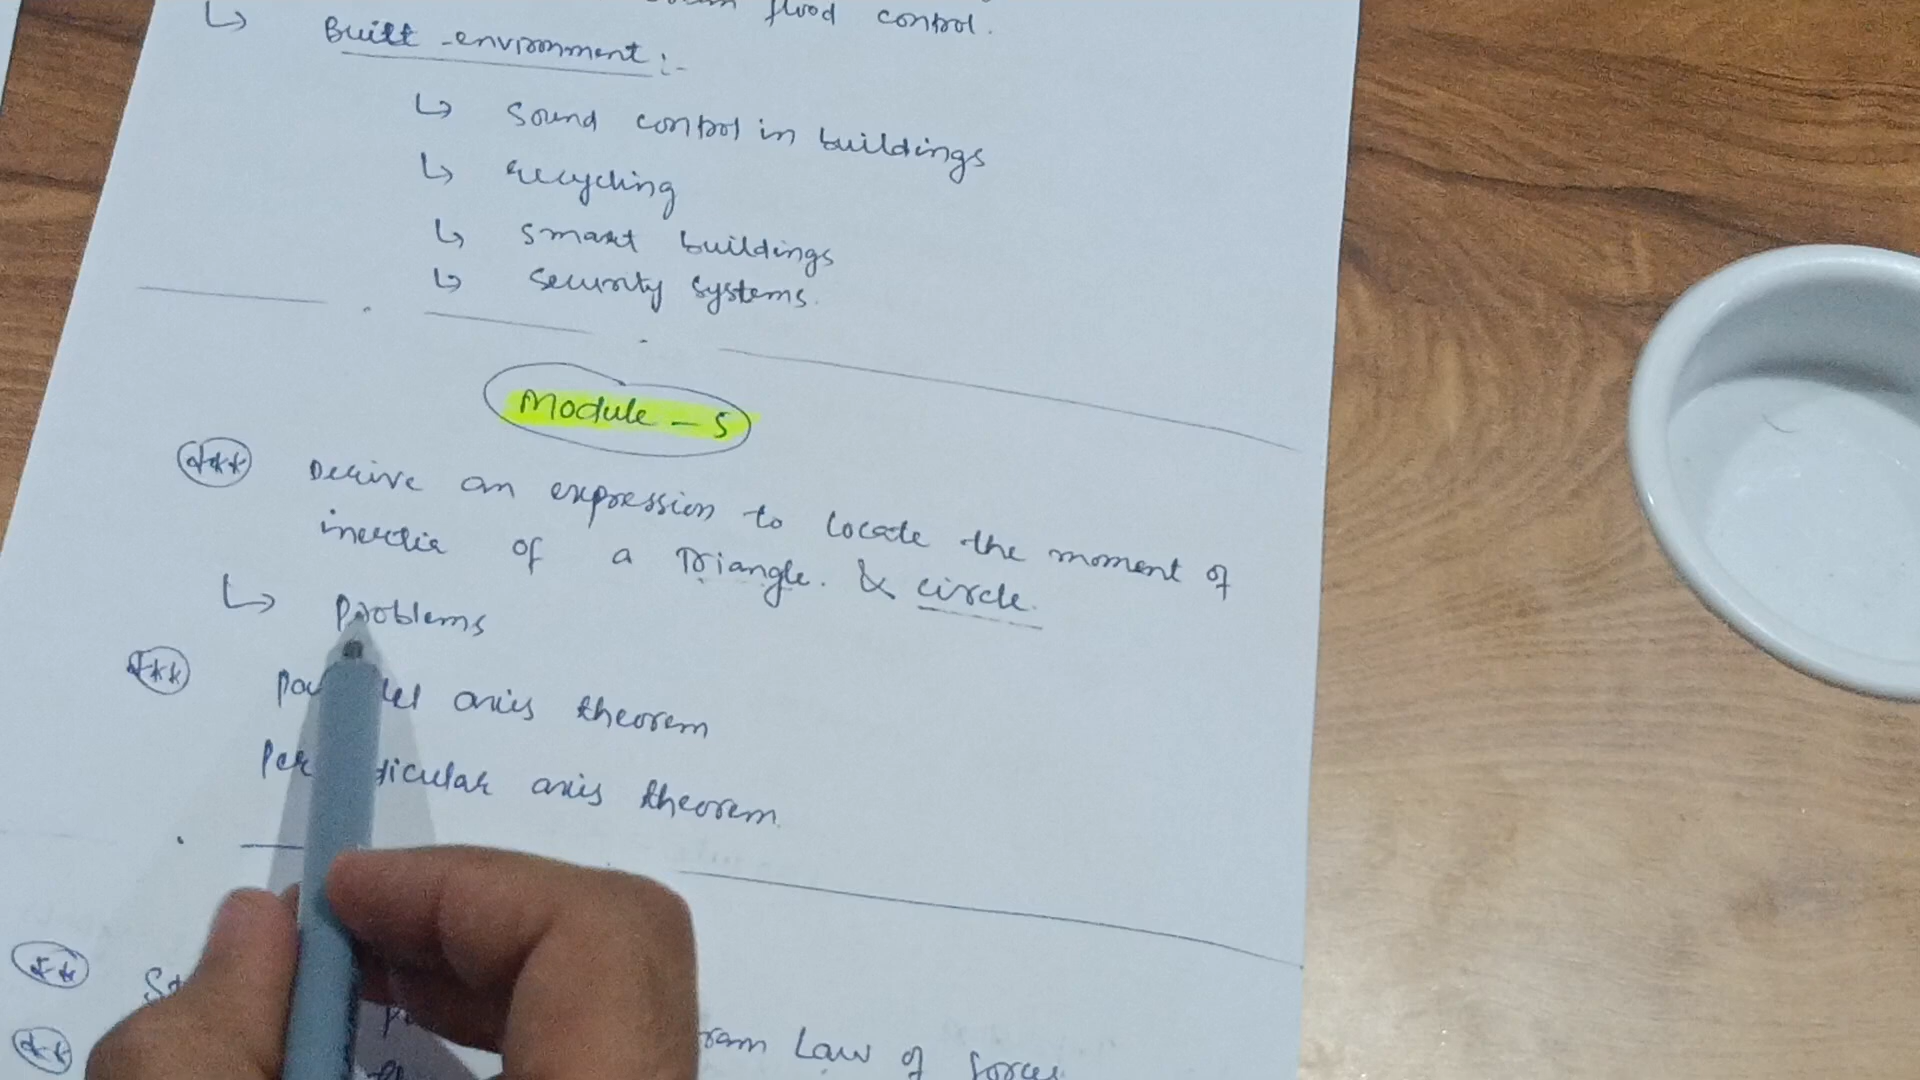 flood control.
↳ Built-environment :-
↳ Sound control in buildings
↳ recycling
↳ Smart buildings
↳ Security systems.
Module - 5
*** Derive an expression to locate the moment of
inertia of a Triangle. & circle.
↳ Problems
*** axis theorem
axis theorem.
**
** Law of forces